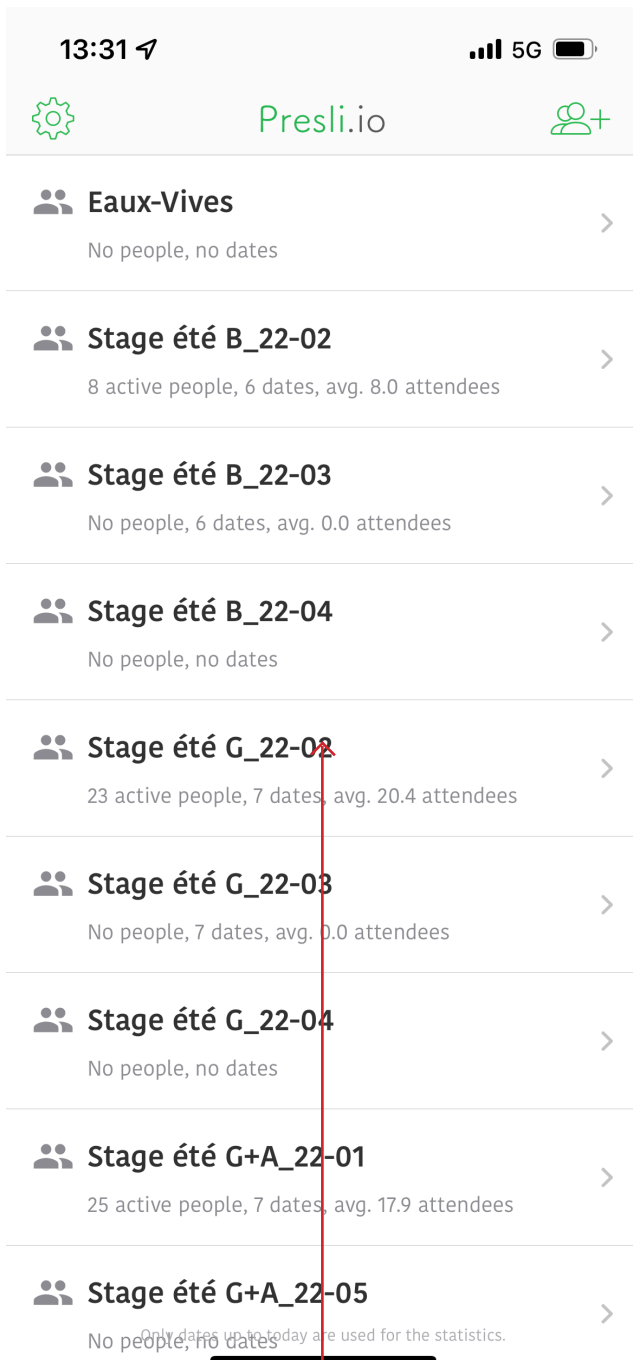 13:31 5G
Presli.io
Eaux-Vives
No people, no dates
Stage été B_22-02
8 active people, 6 dates, avg. 8.0 attendees
Stage été B_22-03
No people, 6 dates, avg. 0.0 attendees
Stage été B_22-04
No people, no dates
Stage été G_22-02
23 active people, 7 dates, avg. 20.4 attendees
Stage été G_22-03
No people, 7 dates, avg. 0.0 attendees
Stage été G_22-04
No people, no dates
Stage été G+A_22-01
25 active people, 7 dates, avg. 17.9 attendees
Stage été G+A_22-05
Only dates up to today are used for the statistics.
No people, no dates